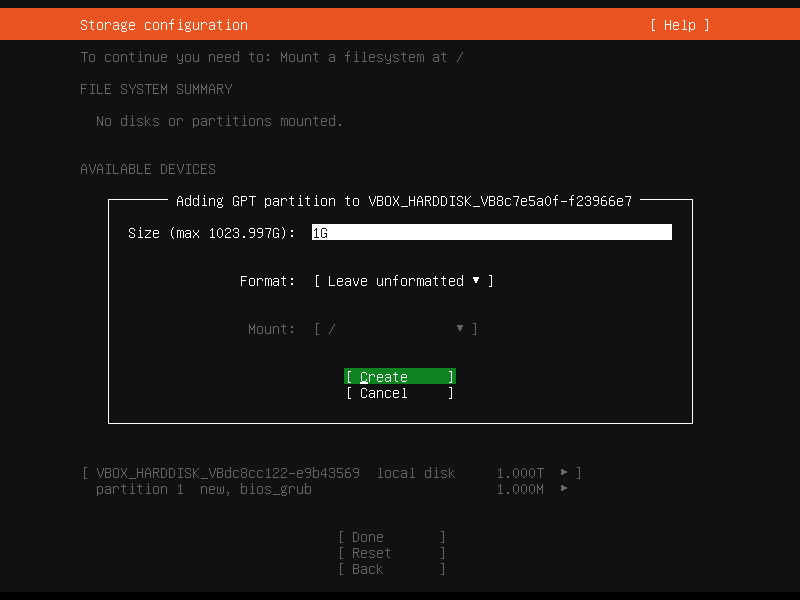 Storage configuration [ Help ]
To continue you need to: Mount a filesystem at /
FILE SYSTEM SUMMARY
No disks or partitions mounted.
AVAILABLE DEVICES
Adding GPT partition to VBOX_HARDDISK_VB8c7e5a0f-f23966e7
Size (max 1023.997G): 1G
Format: [ Leave unformatted ▾ ]
Mount: [ / ▾ ]
[ Create ]
[ Cancel ]
[ VBOX_HARDDISK_VBdc8cc122-e9b43569 local disk 1.000T ▸ ]
partition 1 new, bios_grub 1.000M ▸
[ Done ]
[ Reset ]
[ Back ]